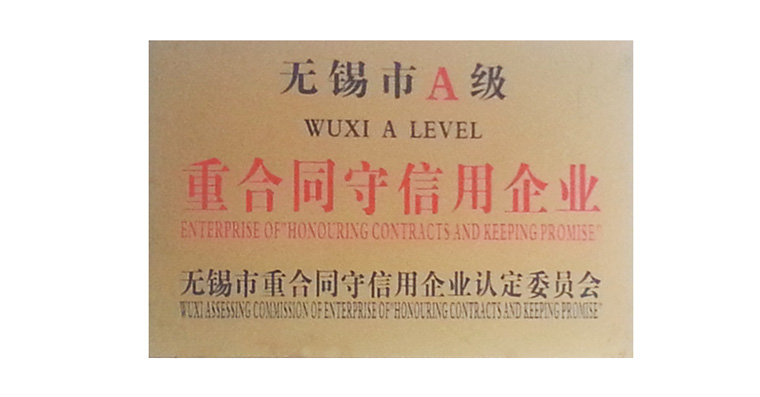 无锡市A级
WUXI A LEVEL
重合同守信用企业
ENTERPRISE OF "HONOURING CONTRACTS AND KEEPING PROMISE"
无锡市重合同守信用企业认定委员会
WUXI ASSESSING COMMISSION OF ENTERPRISE OF "HONOURING CONTRACTS AND KEEPING PROMISE"